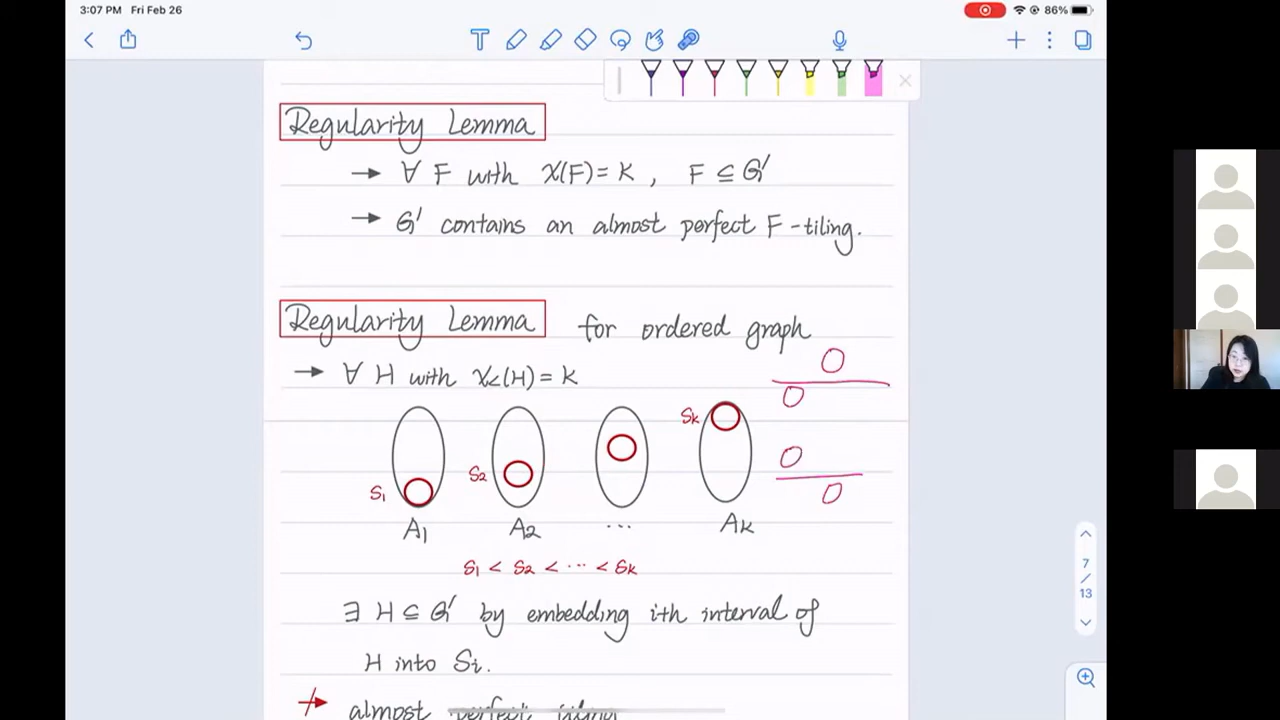 3:07 PM Fri Feb 26
86%
Regularity Lemma
→ ∀ F with χ(F) = k , F ⊆ G'
→ G' contains an almost perfect F-tiling.
Regularity Lemma for ordered graph
→ ∀ H with χ<(H) = k
S1 S2 Sk
A1 A2 ... Ak
S1 < S2 < ... < Sk
∃ H ⊆ G' by embedding ith interval of
H into Si.
↛ almost perfect tiling
7
/
13